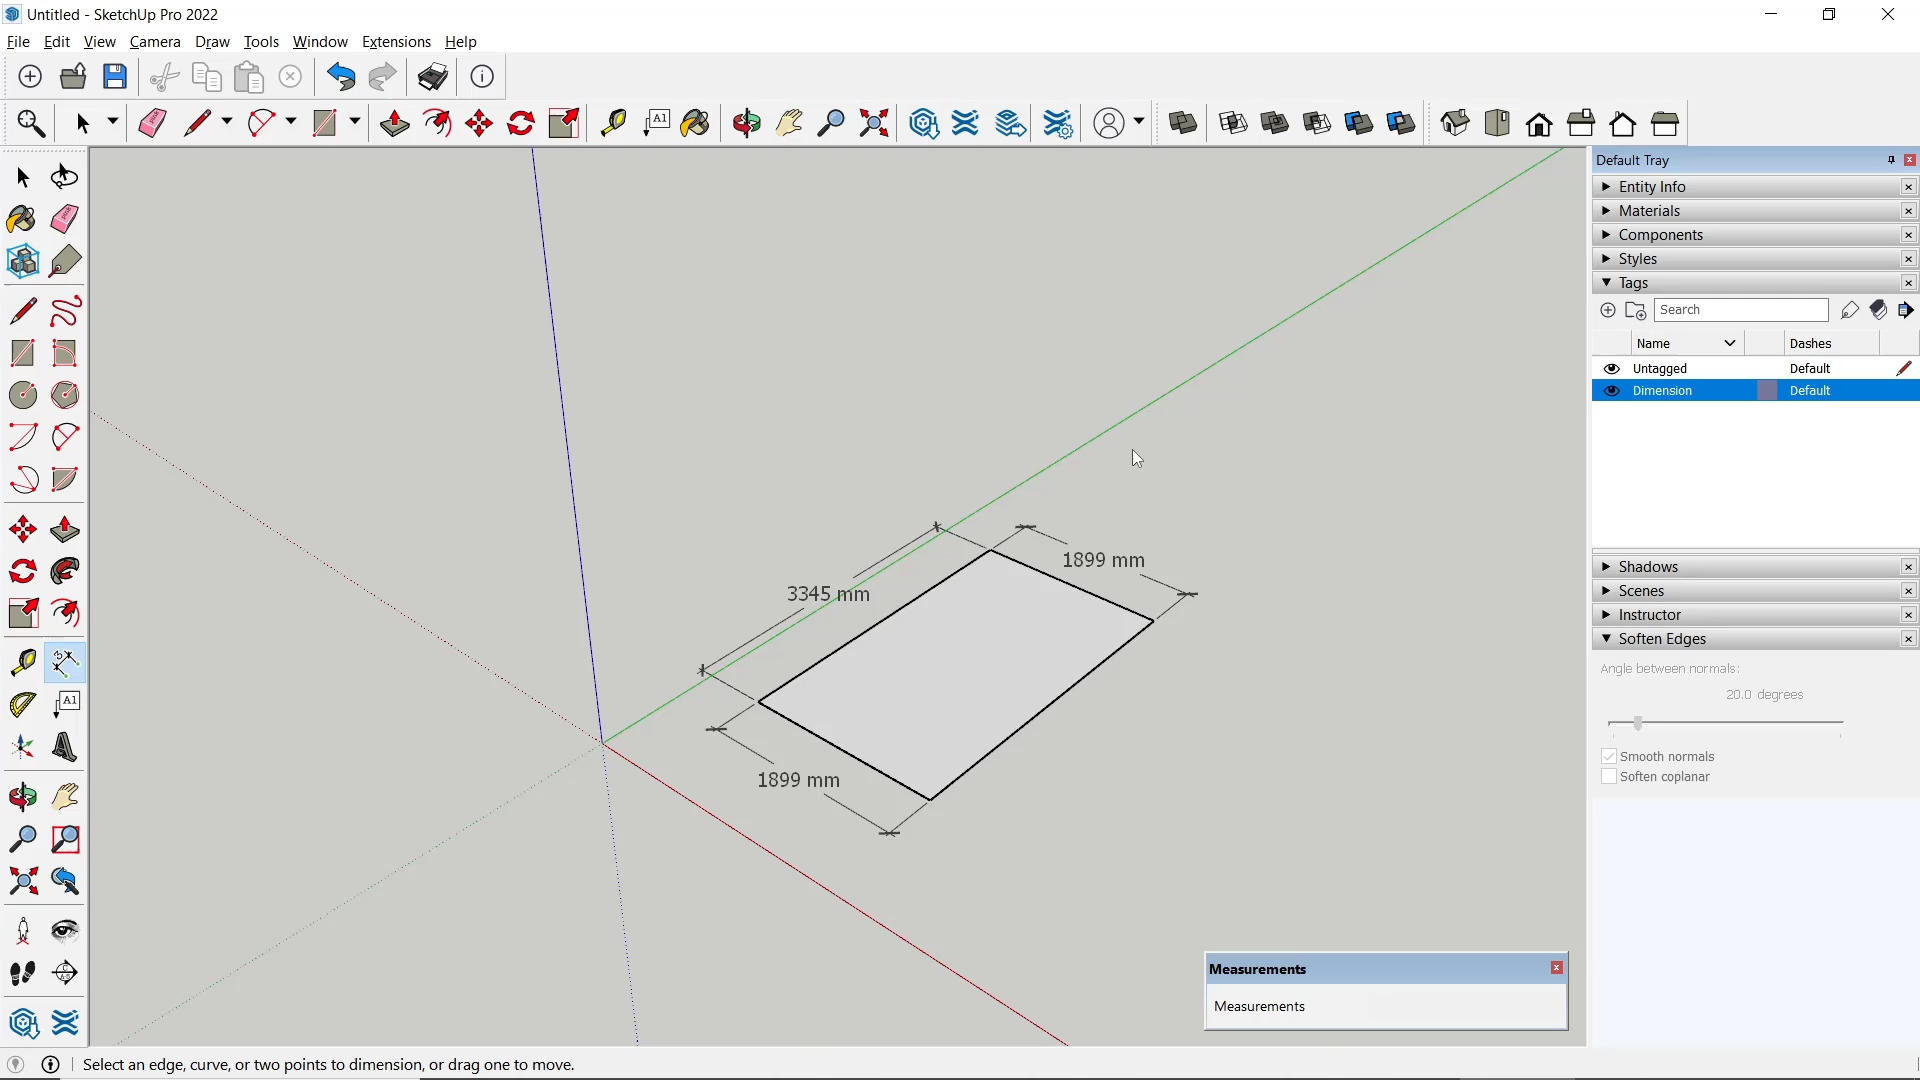 Untitled - SketchUp Pro 2022
File Edit View Camera Draw Tools Window Extensions Help
A1
Default Tray
Entity Info
Materials
Components
Styles
Tags
Search
Name Dashes
Untagged Default
Dimension Default
1899 mm
3345 mm
1899 mm
Shadows
Scenes
Instructor
Soften Edges
Angle between normals:
20.0 degrees
Smooth normals
Soften coplanar
A1
Measurements
Measurements
Select an edge, curve, or two points to dimension, or drag one to move.